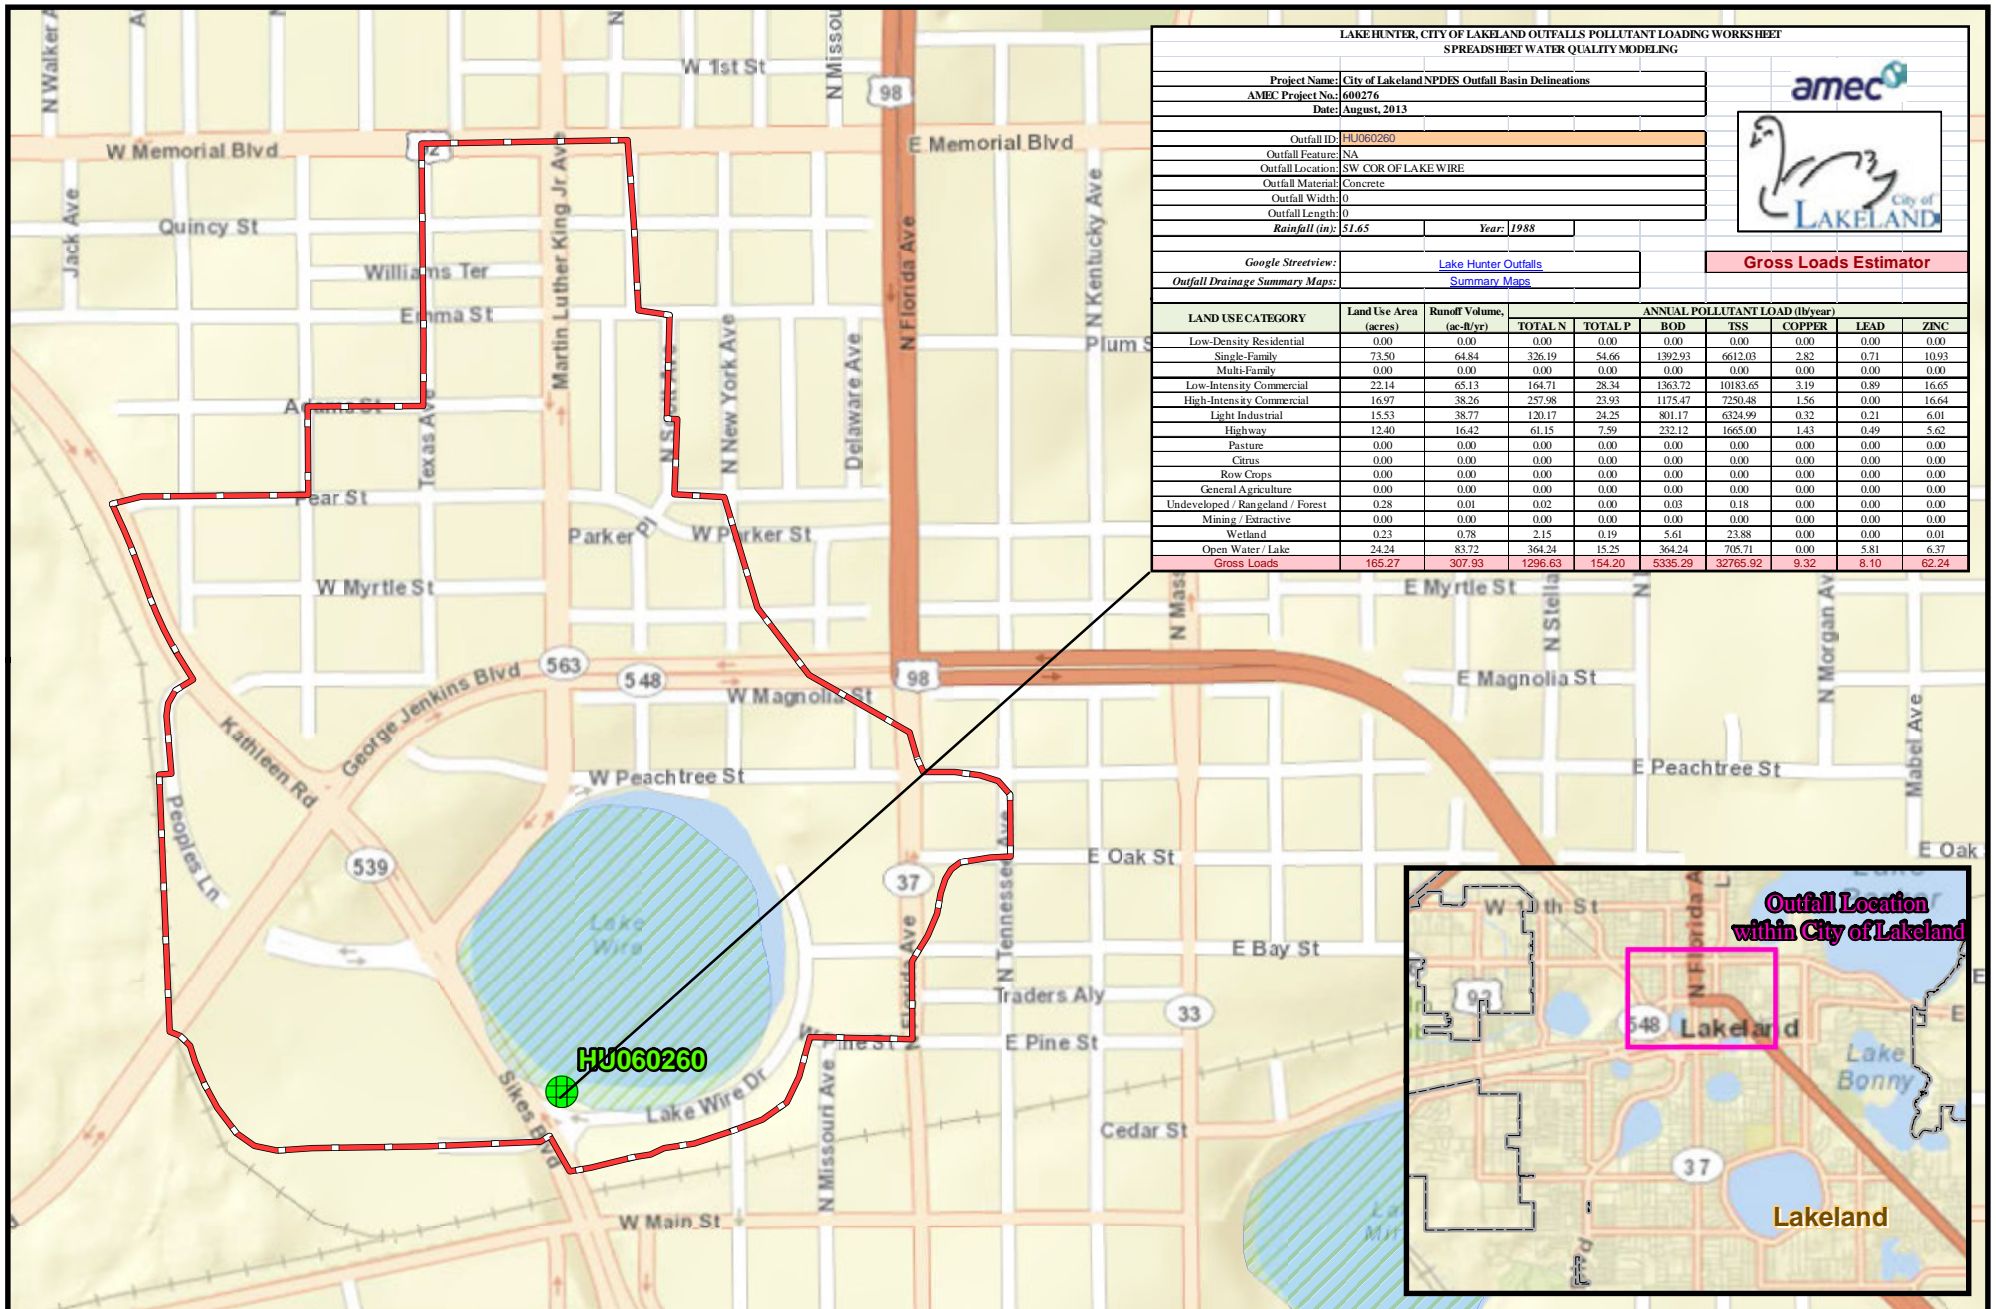 LAKE HUNTER, CITY OF LAKELAND OUTFALLS POLLUTANT LOADING WORKSHEET
SPREADSHEET WATER QUALITY MODELING
Project Name: City of Lakeland NPDES Outfall Basin Delineations
AMEC Project No.: 600276
Date: August, 2013
amec
Outfall ID: HU060260
Outfall Feature: NA
Outfall Location: SW COR OF LAKE WIRE
Outfall Material: Concrete
Outfall Width: 0
Outfall Length: 0
Rainfall (in): 51.65 Year: 1988
City of
LAKELAND
Google Streetview: Lake Hunter Outfalls
Gross Loads Estimator
Outfall Drainage Summary Maps: Summary Maps
LAND USE CATEGORY Land Use Area (acres) Runoff Volume, (ac-ft/yr) ANNUAL POLLUTANT LOAD (lb/year)
TOTAL N TOTAL P BOD TSS COPPER LEAD ZINC
Low-Density Residential 0.00 0.00 0.00 0.00 0.00 0.00 0.00 0.00 0.00
Single-Family 73.50 64.84 326.19 54.66 1392.93 6612.03 2.82 0.71 10.93
Multi-Family 0.00 0.00 0.00 0.00 0.00 0.00 0.00 0.00 0.00
Low-Intensity Commercial 22.14 65.13 164.71 28.34 1363.72 10183.65 3.19 0.89 16.65
High-Intensity Commercial 16.97 38.26 257.98 23.93 1175.47 7250.48 1.56 0.00 16.64
Light Industrial 15.53 38.77 120.17 24.25 801.17 6324.99 0.32 0.21 6.01
Highway 12.40 16.42 61.15 7.59 232.12 1665.00 1.43 0.49 5.62
Pasture 0.00 0.00 0.00 0.00 0.00 0.00 0.00 0.00 0.00
Citrus 0.00 0.00 0.00 0.00 0.00 0.00 0.00 0.00 0.00
Row Crops 0.00 0.00 0.00 0.00 0.00 0.00 0.00 0.00 0.00
General Agriculture 0.00 0.00 0.00 0.00 0.00 0.00 0.00 0.00 0.00
Undeveloped / Rangeland / Forest 0.28 0.01 0.02 0.00 0.03 0.18 0.00 0.00 0.00
Mining / Extractive 0.00 0.00 0.00 0.00 0.00 0.00 0.00 0.00 0.00
Wetland 0.23 0.78 2.15 0.19 5.61 23.88 0.00 0.00 0.01
Open Water / Lake 24.24 83.72 364.24 15.25 364.24 705.71 0.00 5.81 6.37
Gross Loads 165.27 307.93 1296.63 154.20 5335.29 32765.92 9.32 8.10 62.24
N Walker
W 1st St
N Missou
98
W Memorial Blvd
E Memorial Blvd
Jack Ave
Quincy St
Williams Ter
Emma St
Martin Luther King Jr Ave
N Florida Ave
N Kentucky Ave
Plum S
Adams St
Texas Ave
N New York Ave
Delaware Ave
Pear St
Parker Pl
W Parker St
W Myrtle St
N Mass
E Myrtle St
N Stella
N Morgan Av
563
548
W Magnolia St
98
E Magnolia St
George Jenkins Blvd
Kathleen Rd
W Peachtree St
E Peachtree St
Mabel Ave
Peoples Ln
539
37
E Oak St
E Oak
Lake
Wire
N Tennessee Ave
E Bay St
Traders Aly
33
E Pine St
HU060260
Lake Wire Dr
Sikes Blvd
N Missouri Ave
Cedar St
W Main St
Outfall Location
within City of Lakeland
N Florida A
548
Lakeland
Lake
Bonny
37
Lakeland